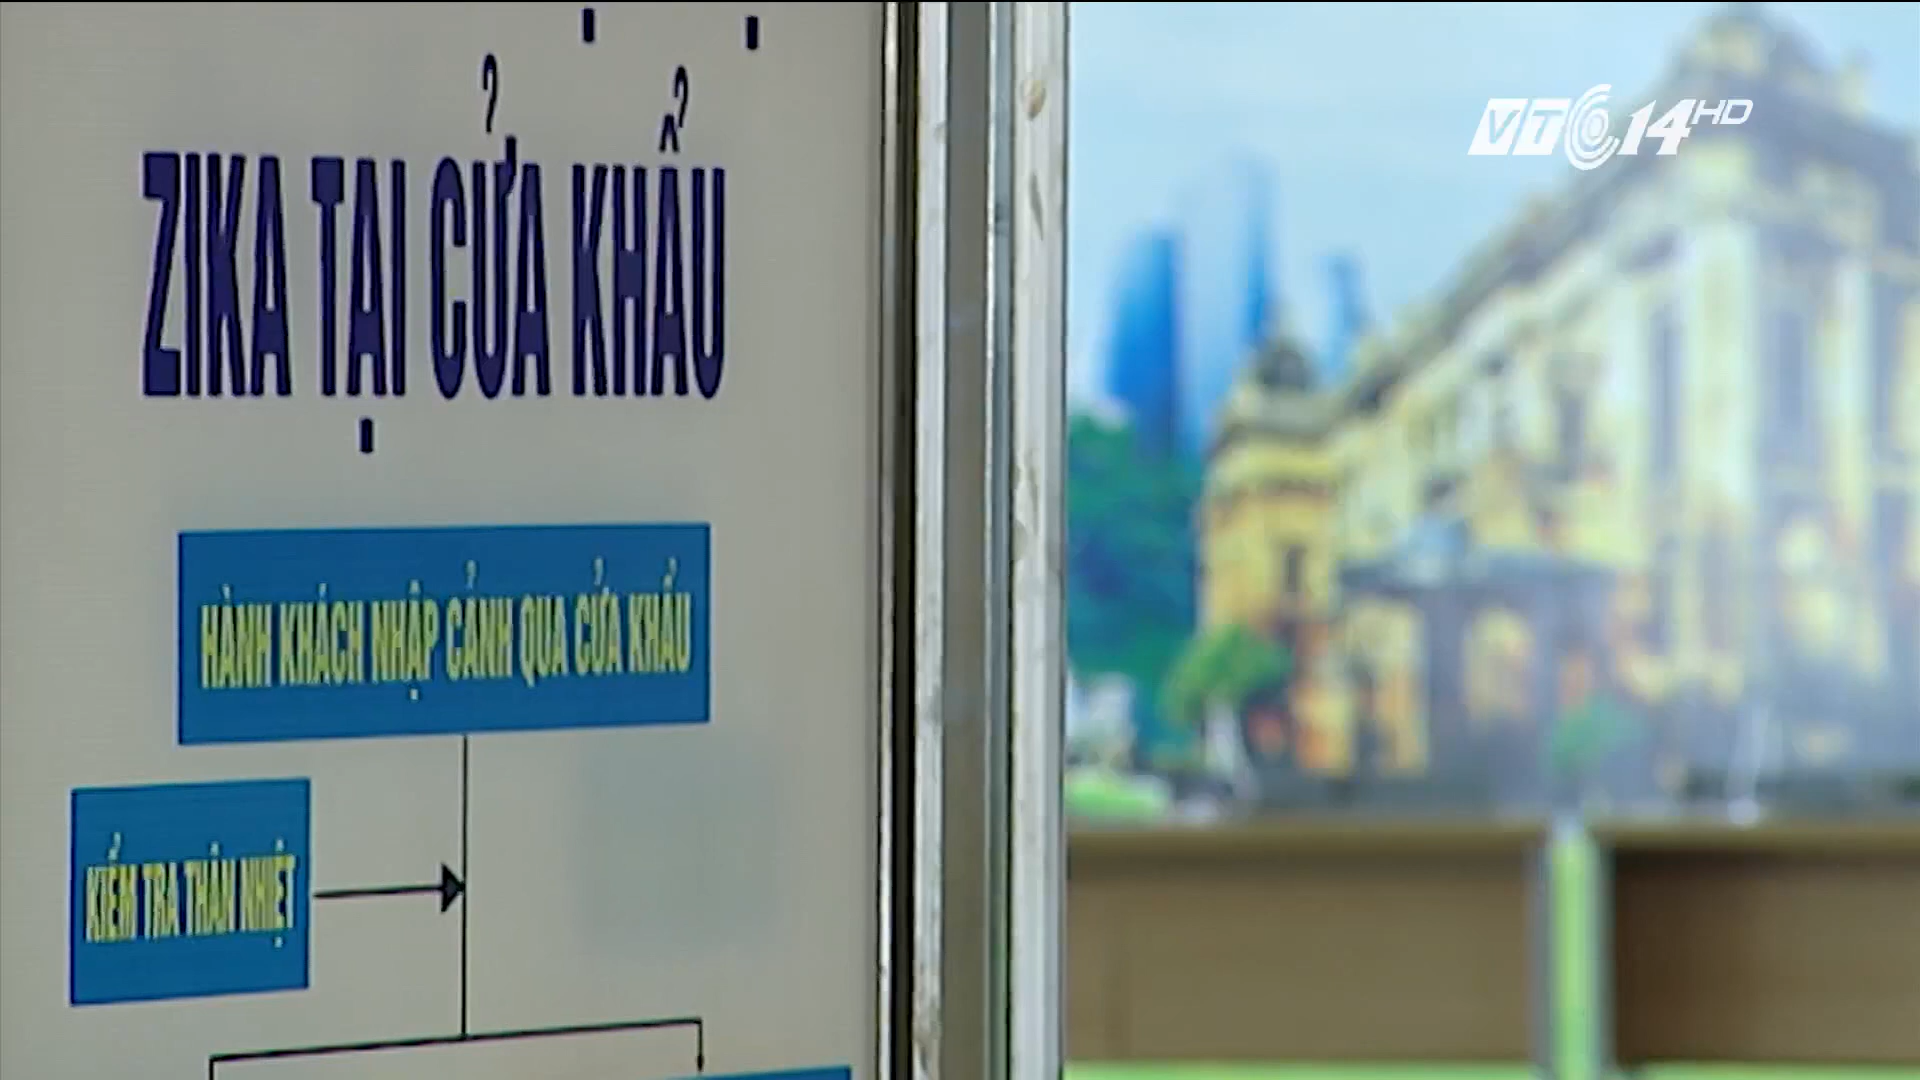 VTC14HD
ZIKA TẠI CỬA KHẨU
HÀNH KHÁCH NHẬP CẢNH QUA CỬA KHẨU
KIỂM TRA THÂN NHIỆT